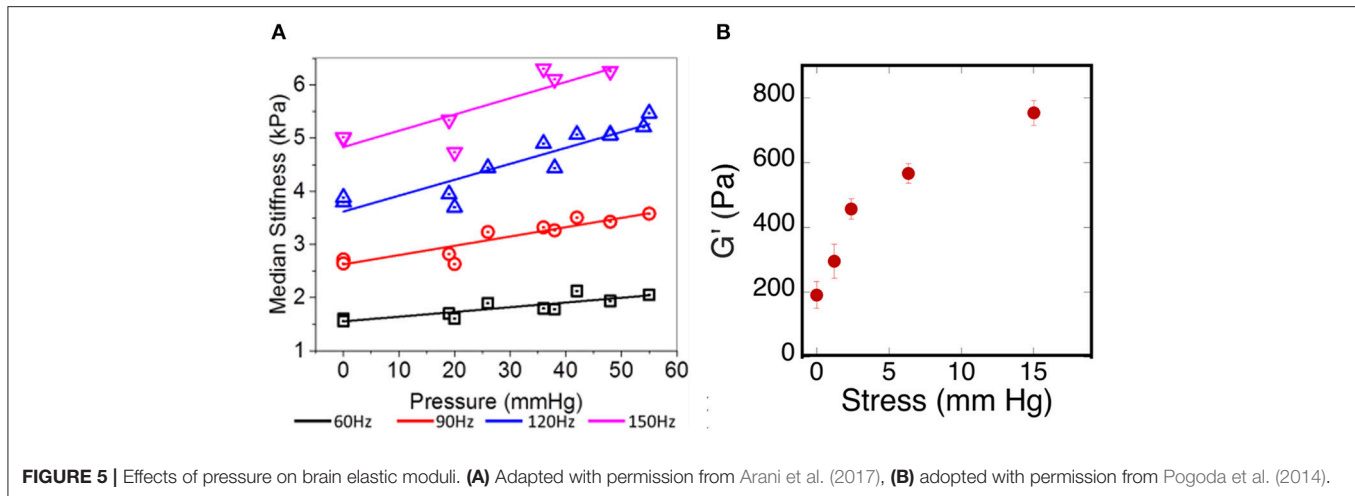 A
Median Stiffness (kPa)
6
5
4
3
2
1
0 10 20 30 40 50 60
Pressure (mmHg)
60Hz 90Hz 120Hz 150Hz
B
G' (Pa)
800
600
400
200
0
0 5 10 15
Stress (mm Hg)
FIGURE 5 | Effects of pressure on brain elastic moduli. (A) Adapted with permission from Arani et al. (2017), (B) adopted with permission from Pogoda et al. (2014).